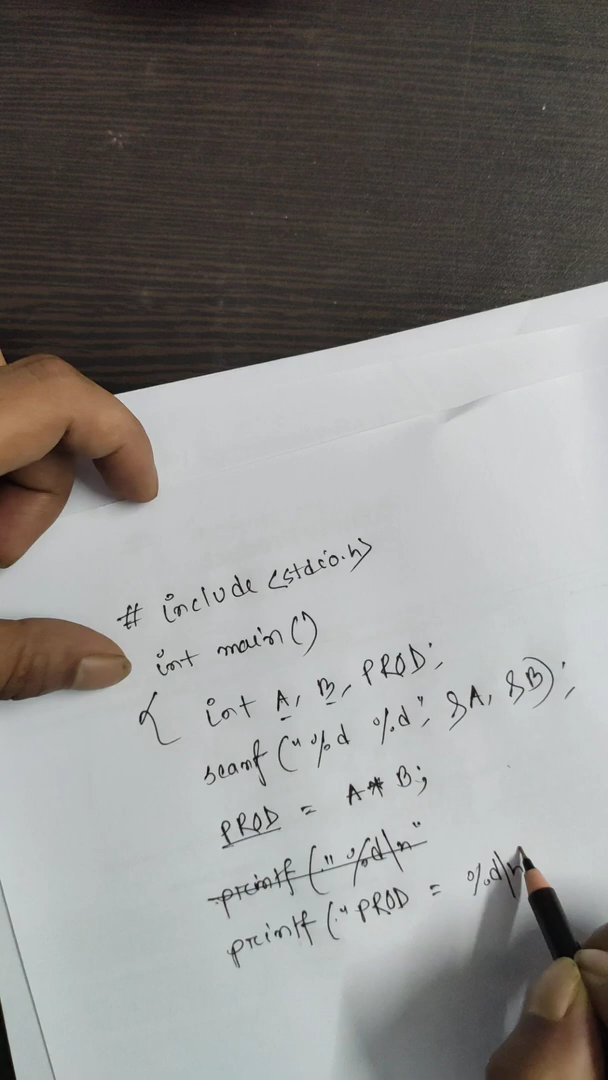 # include <stdio.h>
int main()
{ int A, B, PROD;
scanf ("%d %d", &A, &B);
PROD = A * B;
printf ("%d\n"
printf ("PROD = %d\n